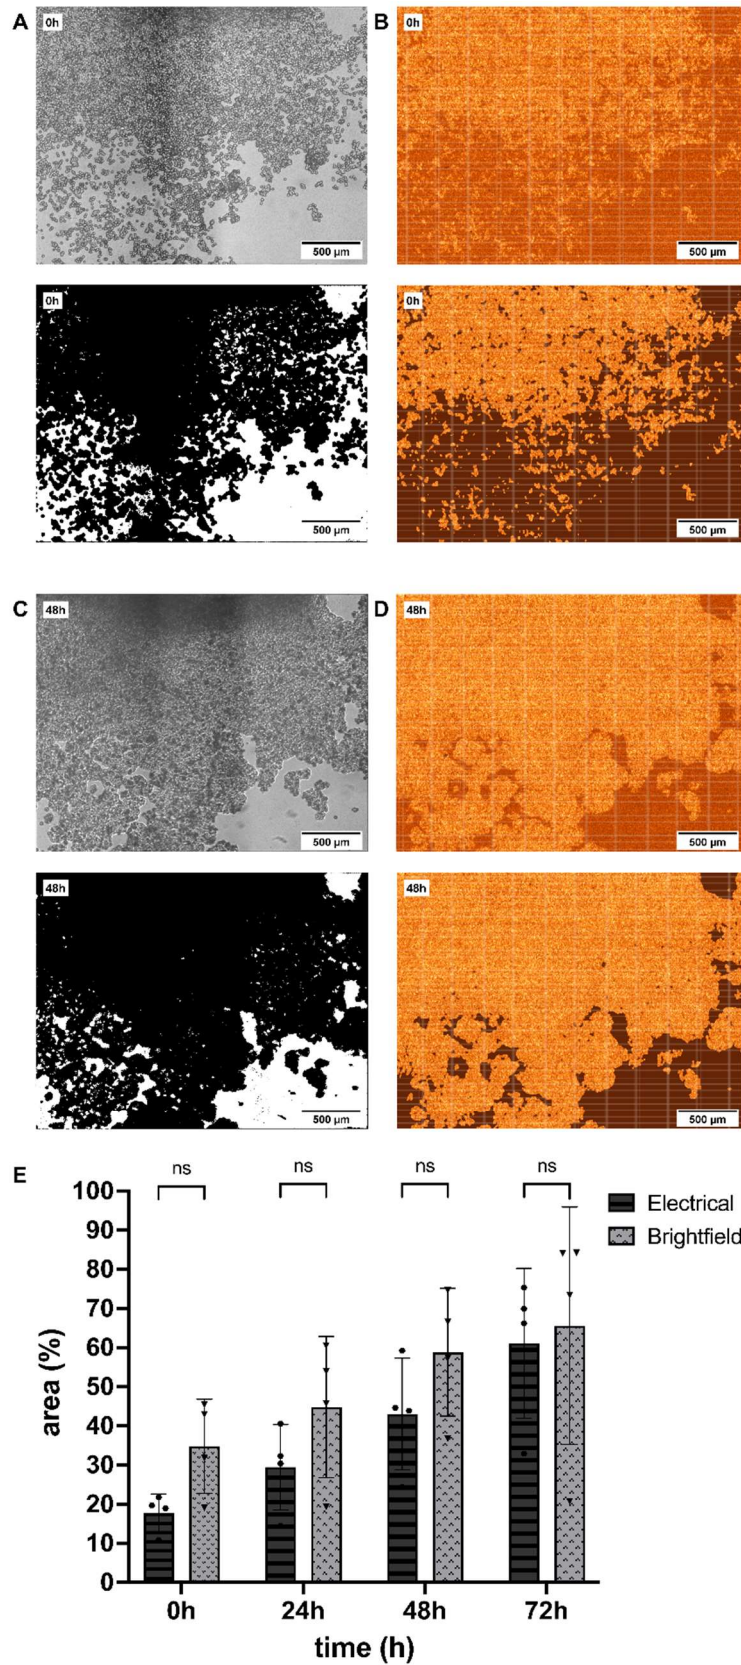 A
0h
500 µm
B
0h
500 µm
0h
500 µm
0h
500 µm
C
48h
500 µm
D
48h
500 µm
48h
500 µm
48h
500 µm
E
ns
ns
ns
ns
100
90
80
70
60
50
40
30
20
10
0
area (%)
0h
24h
48h
72h
time (h)
Electrical
Brightfield